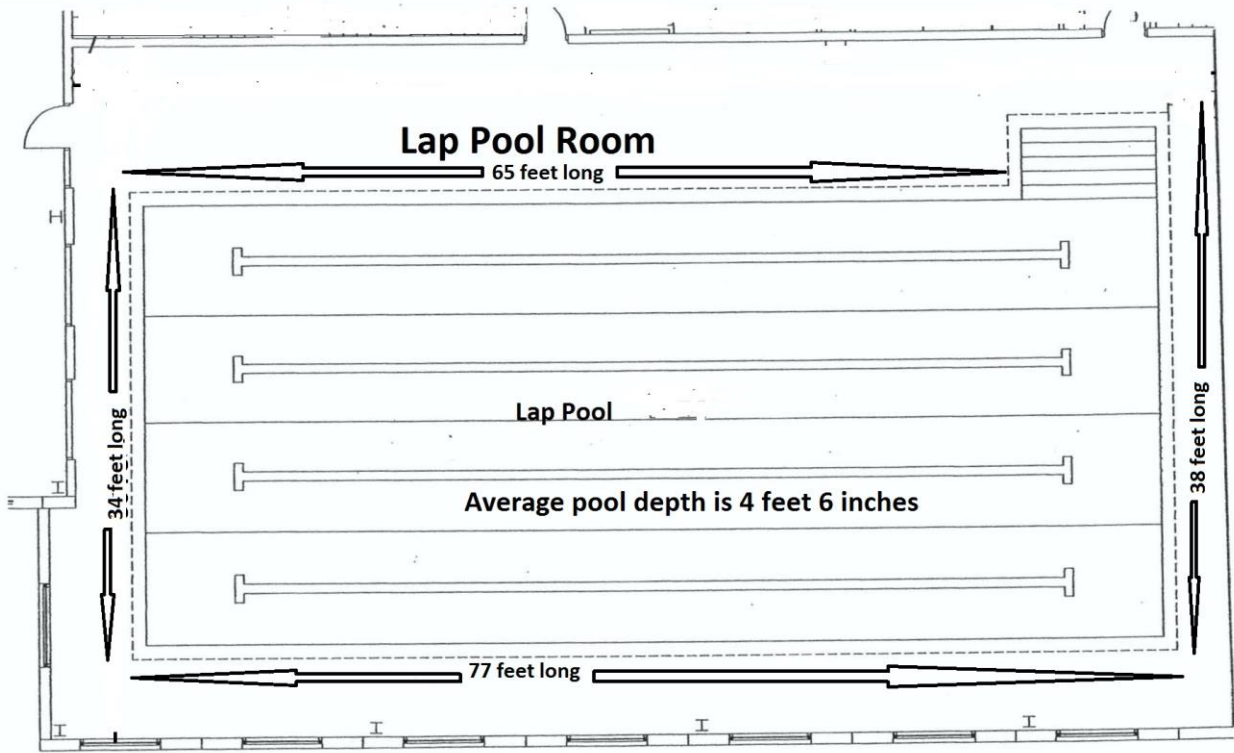 Lap Pool Room
65 feet long
34 feet long
38 feet long
Lap Pool
Average pool depth is 4 feet 6 inches
77 feet long